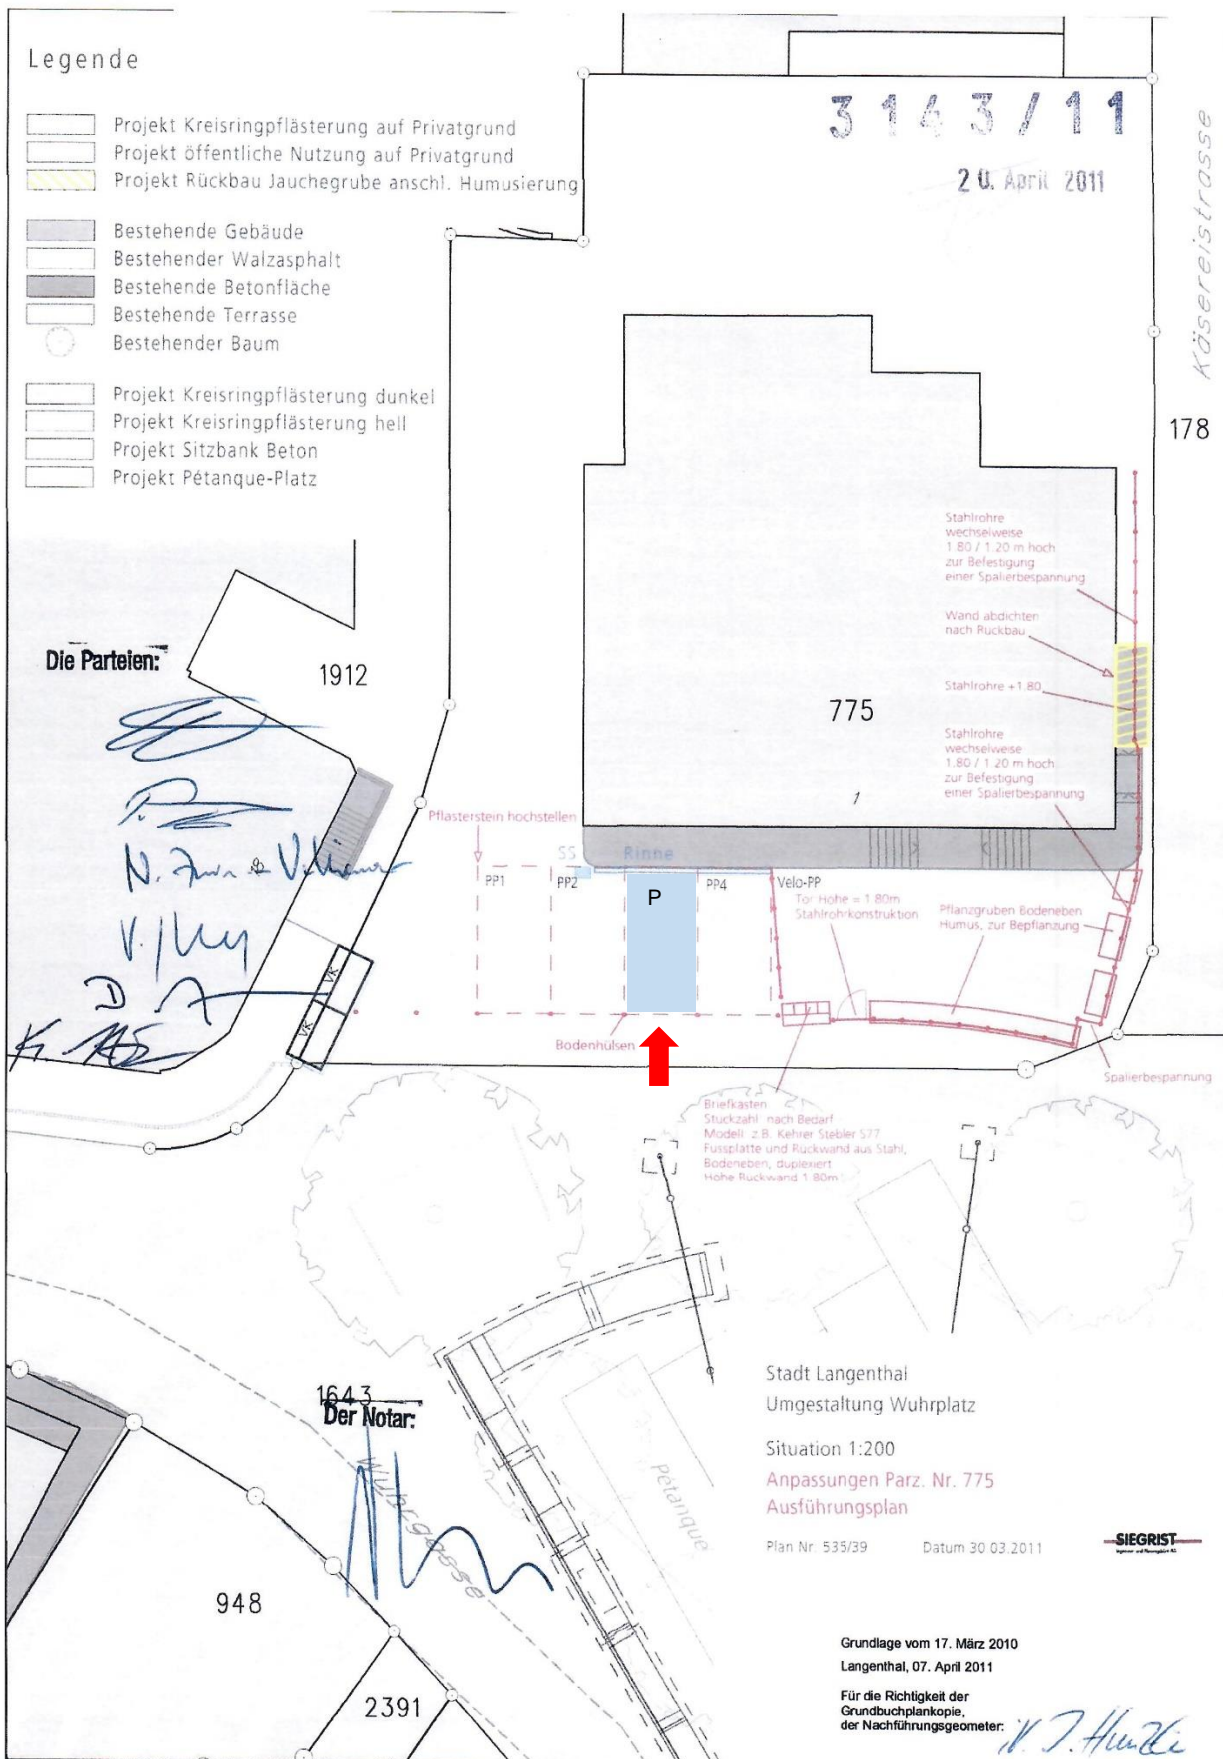 Legende
Projekt Kreisringpflästerung auf Privatgrund
Projekt öffentliche Nutzung auf Privatgrund
Projekt Rückbau Jauchegrube anschl. Humusierung
Bestehende Gebäude
Bestehender Walzasphalt
Bestehende Betonfläche
Bestehende Terrasse
Bestehender Baum
Projekt Kreisringpflästerung dunkel
Projekt Kreisringpflästerung hell
Projekt Sitzbank Beton
Projekt Pétanque-Platz
3143/11
20. April 2011
Käsereistrasse
178
Stahlrohre
wechselweise
1.80 / 1.20 m hoch
zur Befestigung
einer Spalierbespannung
Wand abdichten
nach Rückbau
Stahlrohre +1.80
Stahlrohre
wechselweise
1.80 / 1.20 m hoch
zur Befestigung
einer Spalierbespannung
Die Parteien:
1912
775
1
Pflasterstein hochstellen
SS
Rinne
PP1
PP2
P
PP4
Velo-PP
Tor Höhe = 1.80m
Stahlrohrkonstruktion
Pflanzgruben Bodeneben
Humus, zur Bepflanzung
VK
VK
Bodenhülsen
Spalierbespannung
Briefkasten
Stückzahl nach Bedarf
Modell z.B. Kehrer Stebler S77
Fussplatte und Rückwand aus Stahl,
Bodeneben, duplexiert
Höhe Rückwand 1.80m
1643
Der Notar:
Wuhrgasse
Pétanque
948
2391
Stadt Langenthal
Umgestaltung Wuhrplatz
Situation 1:200
Anpassungen Parz. Nr. 775
Ausführungsplan
Plan Nr. 535/39
Datum 30.03.2011
SIEGRIST
Grundlage vom 17. März 2010
Langenthal, 07. April 2011
Für die Richtigkeit der
Grundbuchplankopie,
der Nachführungsgeometer: